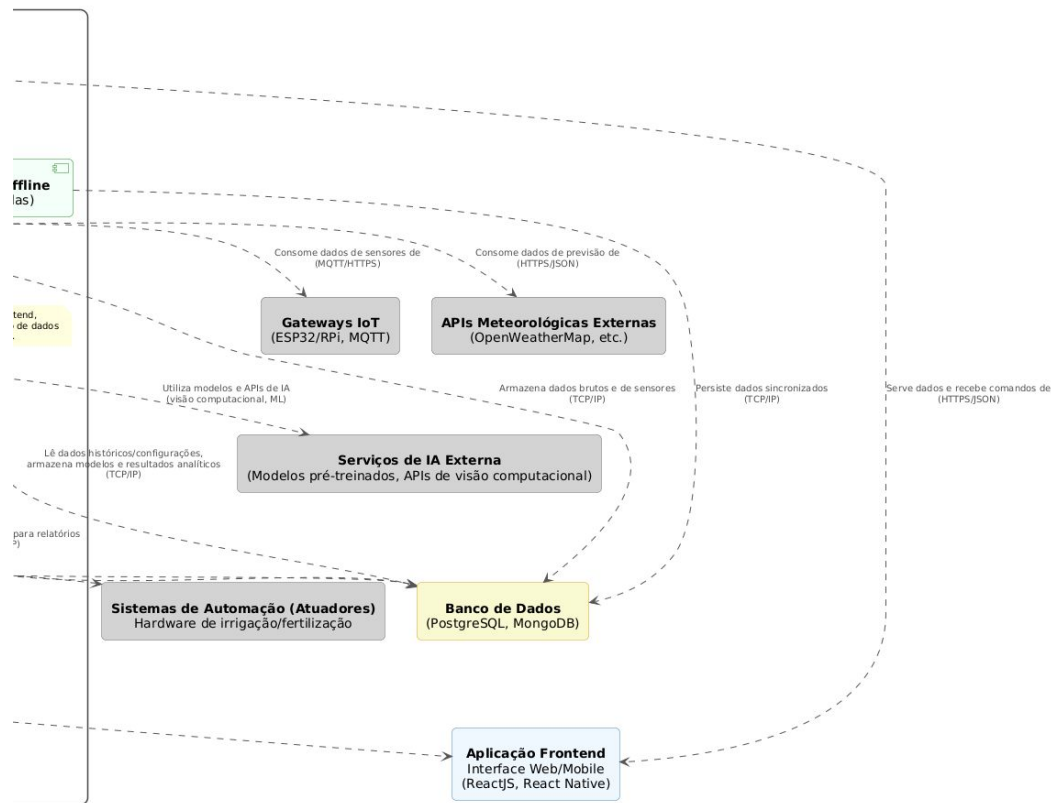 ffline
las)
Consome dados de sensores de
(MQTT/HTTPS)
Consome dados de previsão de
(HTTPS/JSON)
Gateways IoT
(ESP32/RPi, MQTT)
APIs Meteorológicas Externas
(OpenWeatherMap, etc.)
tend,
de dados
Utiliza modelos e APIs de IA
(visão computacional, ML)
Armazena dados brutos e de sensores
(TCP/IP)
Persiste dados sincronizados
(TCP/IP)
Serve dados e recebe comandos de
(HTTPS/JSON)
Lê dados históricos/configurações,
armazena modelos e resultados analíticos
(TCP/IP)
Serviços de IA Externa
(Modelos pré-treinados, APIs de visão computacional)
para relatórios
P)
Sistemas de Automação (Atuadores)
Hardware de irrigação/fertilização
Banco de Dados
(PostgreSQL, MongoDB)
Aplicação Frontend
Interface Web/Mobile
(ReactJS, React Native)